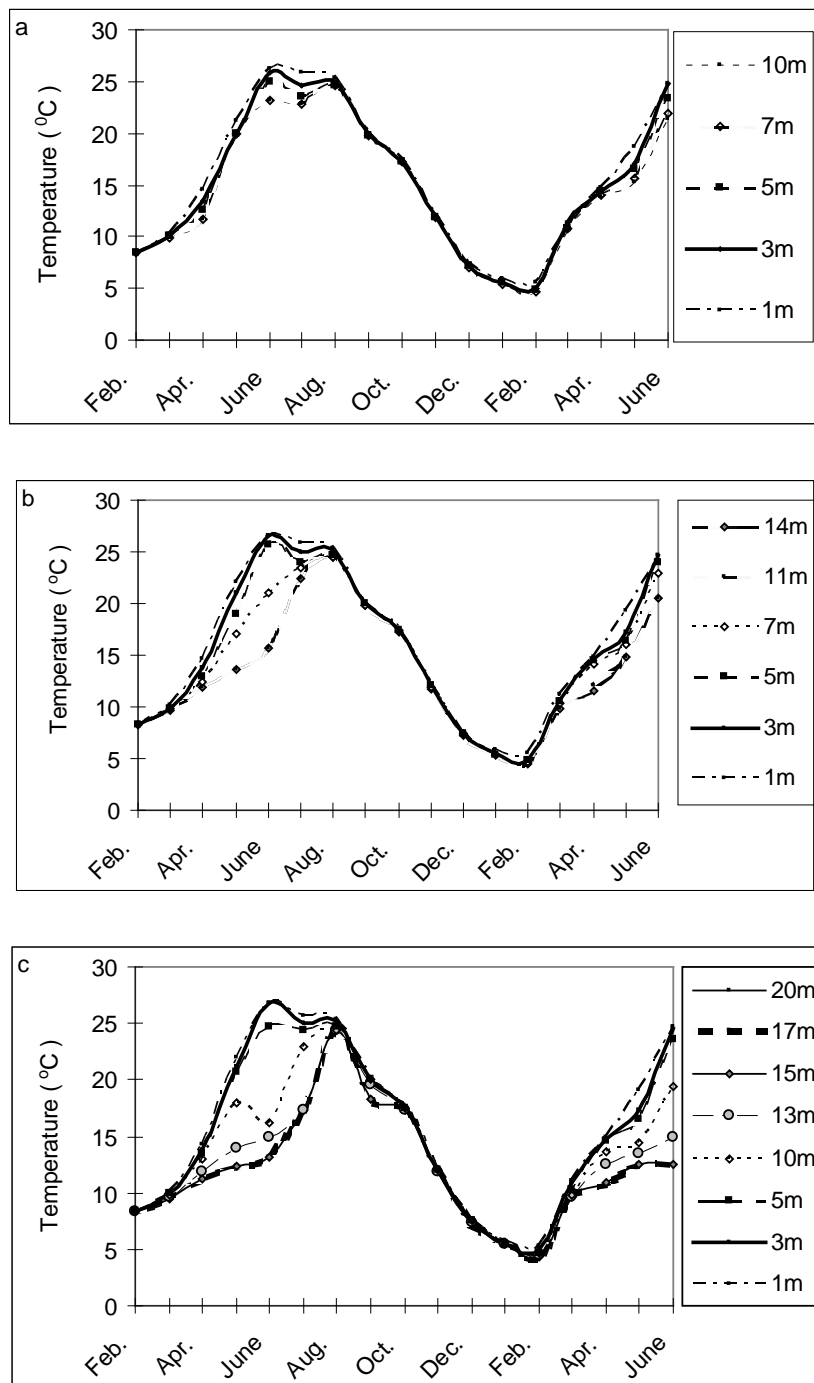 a
Temperature ( ⁰C )
30
25
20
15
10
5
0
Feb.
Apr.
June
Aug.
Oct.
Dec.
Feb.
Apr.
June
10m
7m
5m
3m
1m
b
Temperature ( ⁰C )
30
25
20
15
10
5
0
Feb.
Apr.
June
Aug.
Oct.
Dec.
Feb.
Apr.
June
14m
11m
7m
5m
3m
1m
c
Temperature ( ⁰C )
30
25
20
15
10
5
0
Feb.
Apr.
June
Aug.
Oct.
Dec.
Feb.
Apr.
June
20m
17m
15m
13m
10m
5m
3m
1m